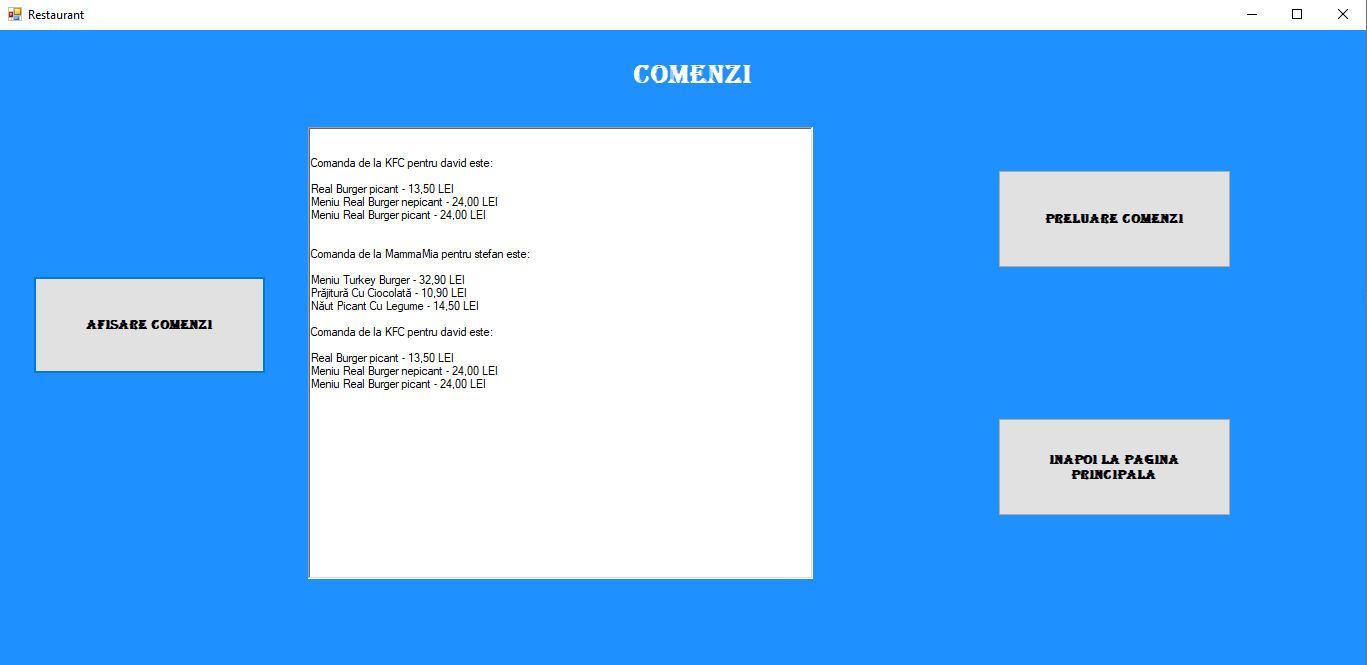 Restaurant
COMENZI
Comanda de la KFC pentru david este:
Real Burger picant - 13,50 LEI
Meniu Real Burger nepicant - 24,00 LEI
Meniu Real Burger picant - 24,00 LEI
Comanda de la MammaMia pentru stefan este:
Meniu Turkey Burger - 32,90 LEI
Prăjitură Cu Ciocolată - 10,90 LEI
Năut Picant Cu Legume - 14,50 LEI
Comanda de la KFC pentru david este:
Real Burger picant - 13,50 LEI
Meniu Real Burger nepicant - 24,00 LEI
Meniu Real Burger picant - 24,00 LEI
AFISARE COMENZI
PRELUARE COMENZI
INAPOI LA PAGINA
PRINCIPALA